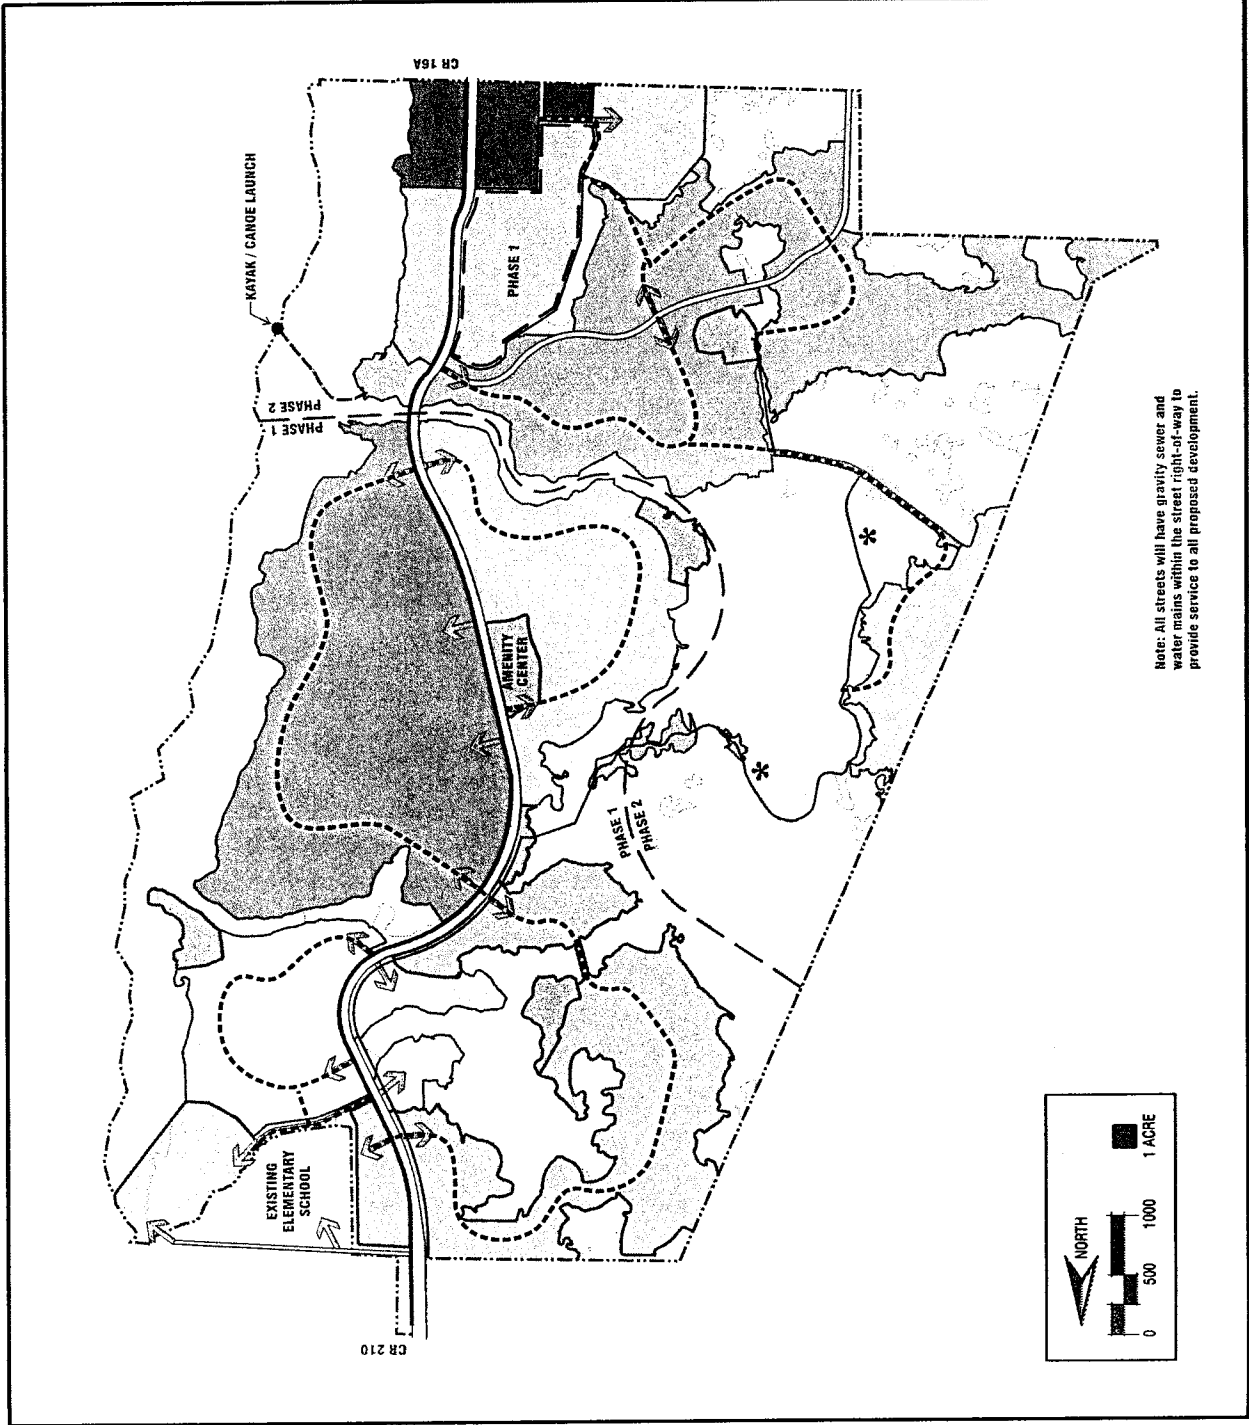 CR 16A
KAYAK / CANOE LAUNCH
PHASE 1
PHASE 2
PHASE 1
AMENITY
CENTER
PHASE 1
PHASE 2
EXISTING
ELEMENTARY
SCHOOL
CR 210
Note: All streets will have gravity sewer and
water mains within the street right-of-way to
provide service to all proposed development.
NORTH
0 500 1000
1 ACRE